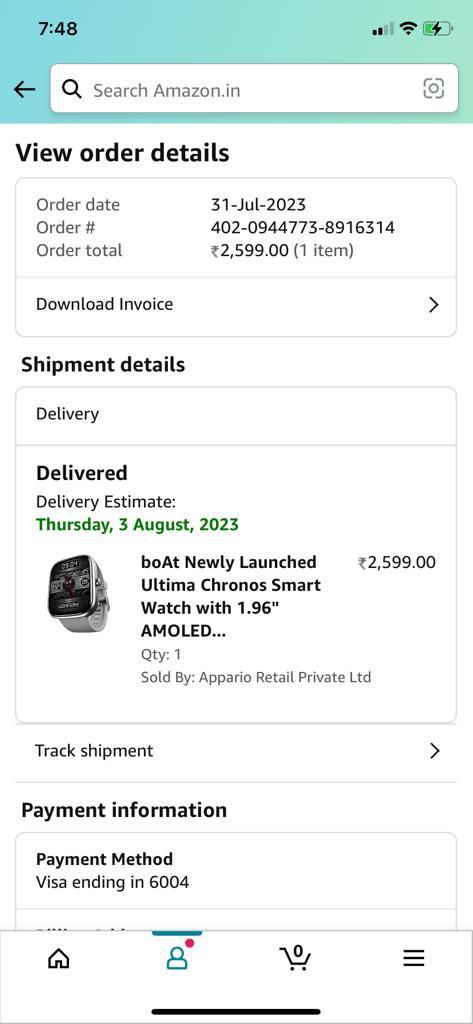 7:48
Search Amazon.in
View order details
Order date 31-Jul-2023
Order # 402-0944773-8916314
Order total ₹2,599.00 (1 item)
Download Invoice
Shipment details
Delivery
Delivered
Delivery Estimate:
Thursday, 3 August, 2023
boAt Newly Launched ₹2,599.00
Ultima Chronos Smart
Watch with 1.96"
AMOLED...
Qty: 1
Sold By: Appario Retail Private Ltd
Track shipment
Payment information
Payment Method
Visa ending in 6004
0